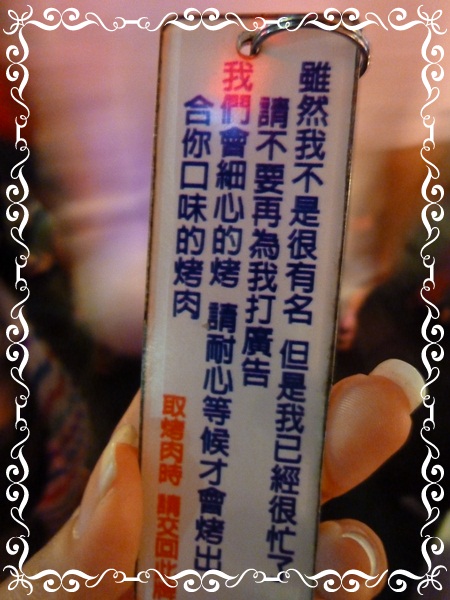 雖然我不是很有名 但是我已經很忙了
請不要再為我打廣告
我們會細心的烤 請耐心等候才會烤出
合你口味的烤肉
取烤肉時 請交回此